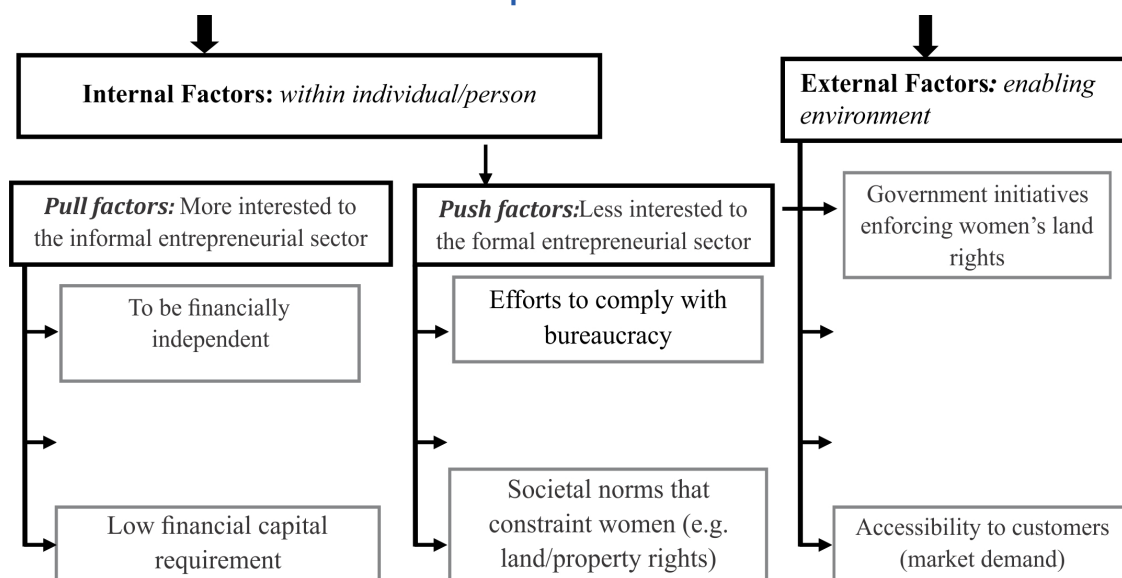 Internal Factors: within individual/person
External Factors: enabling
environment
Pull factors: More interested to
the informal entrepreneurial sector
Push factors:Less interested to
the formal entrepreneurial sector
Government initiatives
enforcing women’s land
rights
To be financially
independent
Efforts to comply with
bureaucracy
Low financial capital
requirement
Societal norms that
constraint women (e.g.
land/property rights)
Accessibility to customers
(market demand)